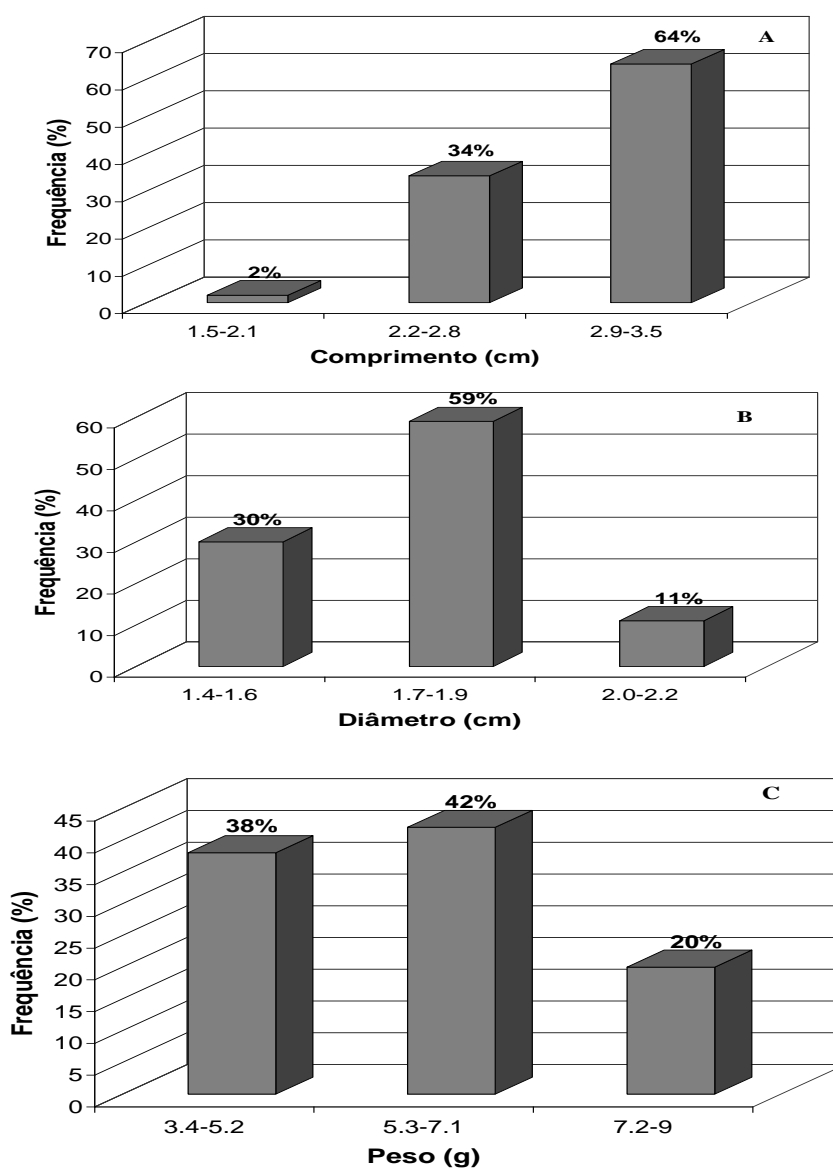 A
64%
34%
2%
70
60
50
40
30
20
10
0
Frequência (%)
1.5-2.1 2.2-2.8 2.9-3.5
Comprimento (cm)
B
59%
30%
11%
60
50
40
30
20
10
0
Frequência (%)
1.4-1.6 1.7-1.9 2.0-2.2
Diâmetro (cm)
C
42%
38%
20%
45
40
35
30
25
20
15
10
5
0
Frequência (%)
3.4-5.2 5.3-7.1 7.2-9
Peso (g)